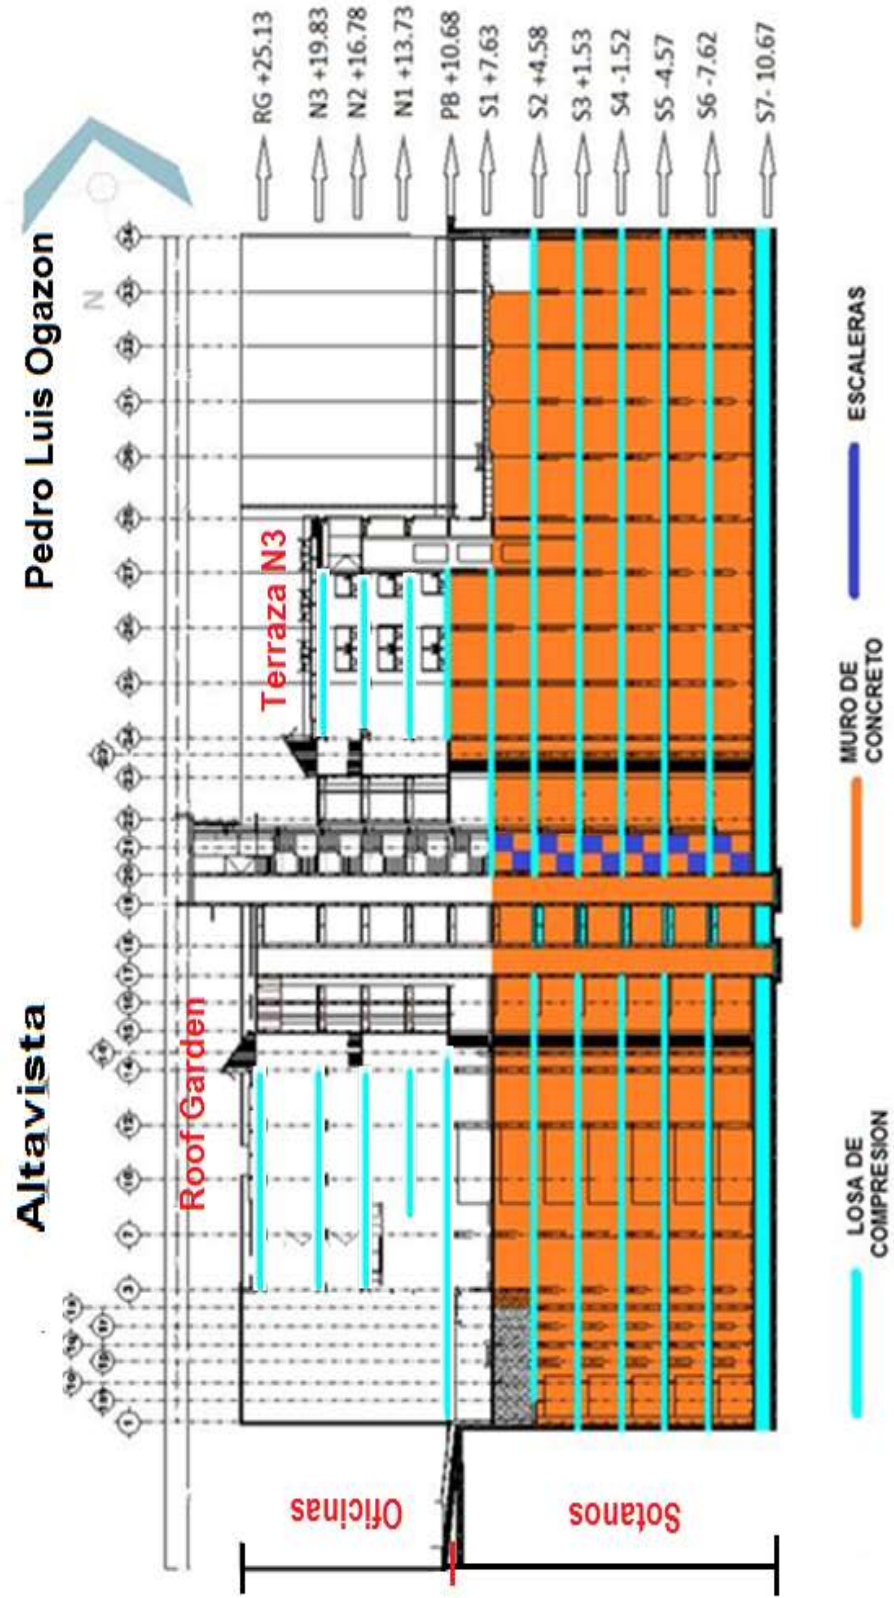 Altavista
Pedro Luis Ogazon
N
Roof Garden
Terraza N3
RG +25.13
N3 +19.83
N2 +16.78
N1 +13.73
PB +10.68
S1 +7.63
S2 +4.58
S3 +1.53
S4 -1.52
S5 -4.57
S6 -7.62
S7- 10.67
Oficinas
Sotanos
LOSA DE
COMPRESION
MURO DE
CONCRETO
ESCALERAS